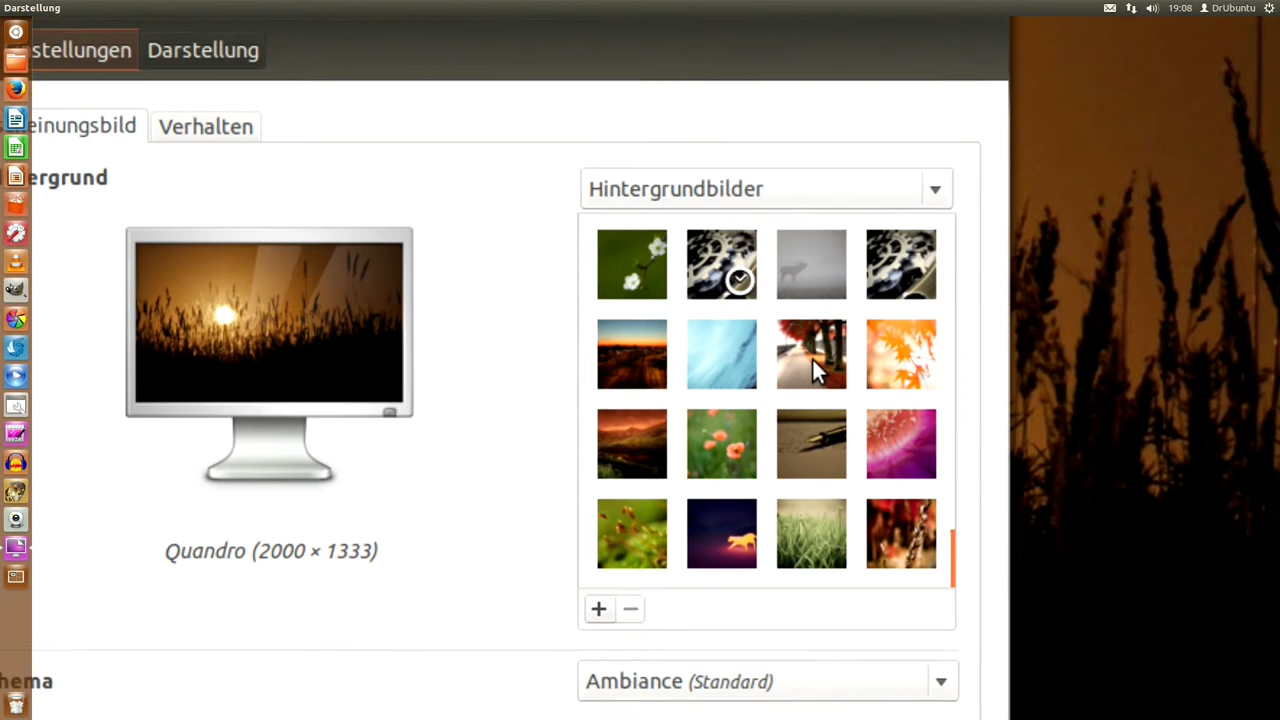 Darstellung
19:08
DrUbuntu
stellungen
Darstellung
einungsbild
Verhalten
ergrund
Hintergrundbilder
Quandro (2000 × 1333)
hema
Ambiance (Standard)